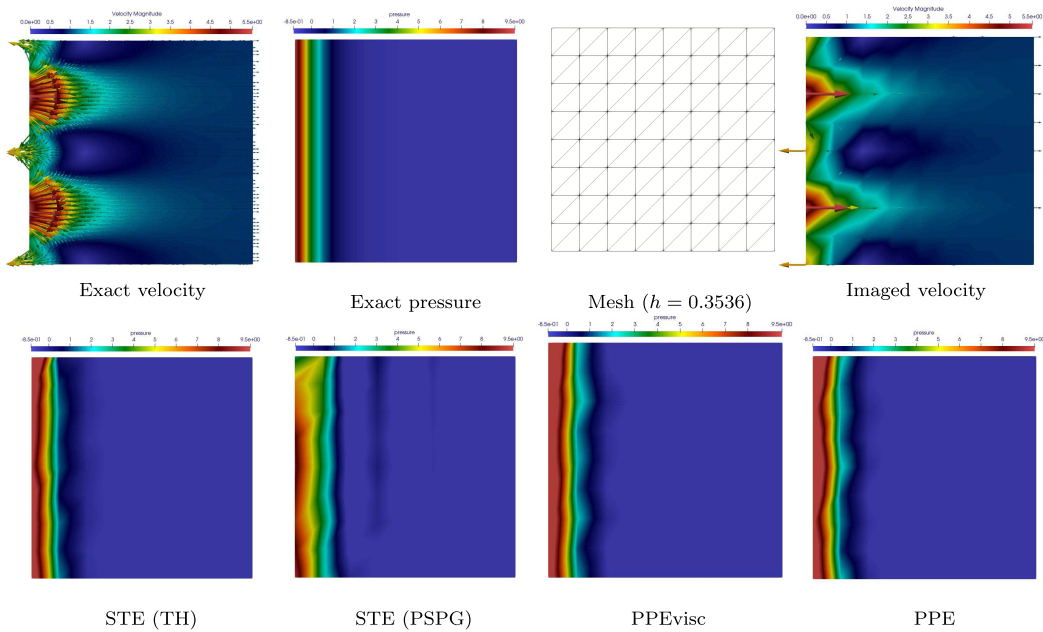 Velocity Magnitude
0.0e+00 0.5 1 1.5 2 2.5 3 3.5 4 4.5 5.5e+00
pressure
-8.5e-01 0 1 2 3 4 5 6 7 8 9.5e+00
Velocity Magnitude
0.0e+00 0.5 1 1.5 2 2.5 3 3.5 4 4.5 5.5e+00
Exact velocity
Exact pressure
Mesh (h = 0.3536)
Imaged velocity
pressure
-8.5e-01 0 1 2 3 4 5 6 7 8 9.5e+00
pressure
-8.5e-01 0 1 2 3 4 5 6 7 8 9.5e+00
pressure
-8.5e-01 0 1 2 3 4 5 6 7 8 9.5e+00
pressure
-8.5e-01 0 1 2 3 4 5 6 7 8 9.5e+00
STE (TH)
STE (PSPG)
PPEvisc
PPE